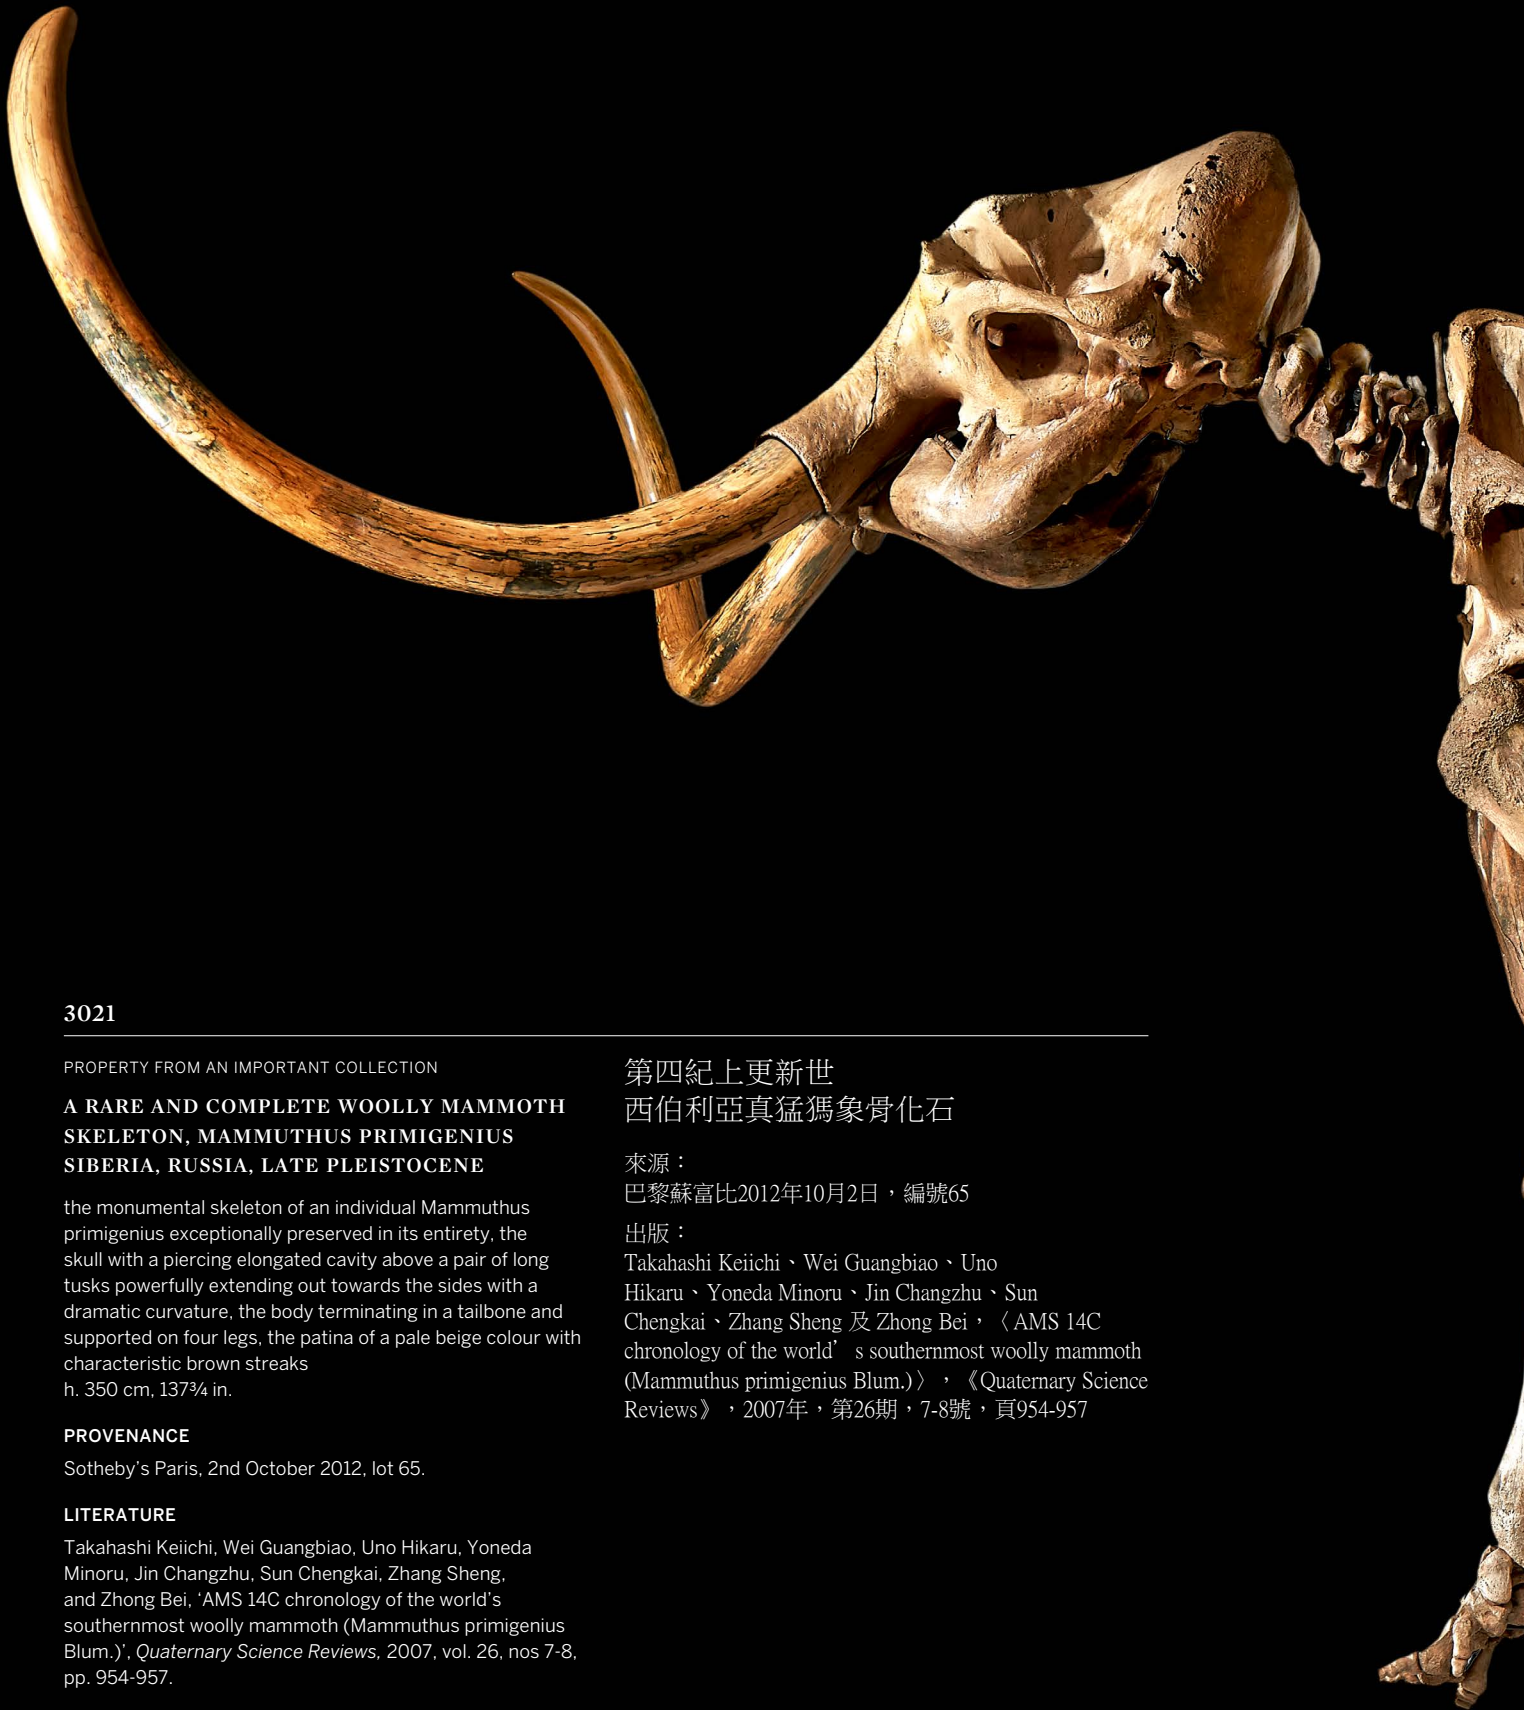 3021
PROPERTY FROM AN IMPORTANT COLLECTION
A RARE AND COMPLETE WOOLLY MAMMOTH
SKELETON, MAMMUTHUS PRIMIGENIUS
SIBERIA, RUSSIA, LATE PLEISTOCENE
the monumental skeleton of an individual Mammuthus
primigenius exceptionally preserved in its entirety, the
skull with a piercing elongated cavity above a pair of long
tusks powerfully extending out towards the sides with a
dramatic curvature, the body terminating in a tailbone and
supported on four legs, the patina of a pale beige colour with
characteristic brown streaks
h. 350 cm, 137¾ in.
PROVENANCE
Sotheby’s Paris, 2nd October 2012, lot 65.
LITERATURE
Takahashi Keiichi, Wei Guangbiao, Uno Hikaru, Yoneda
Minoru, Jin Changzhu, Sun Chengkai, Zhang Sheng,
and Zhong Bei, ‘AMS 14C chronology of the world’s
southernmost woolly mammoth (Mammuthus primigenius
Blum.)’, Quaternary Science Reviews, 2007, vol. 26, nos 7-8,
pp. 954-957.
第四紀上更新世
西伯利亞真猛獁象骨化石
來源：
巴黎蘇富比2012年10月2日，編號65
出版：
Takahashi Keiichi、Wei Guangbiao、Uno
Hikaru、Yoneda Minoru、Jin Changzhu、Sun
Chengkai、Zhang Sheng 及 Zhong Bei，〈AMS 14C
chronology of the world’s southernmost woolly mammoth
(Mammuthus primigenius Blum.)〉，《Quaternary Science
Reviews》，2007年，第26期，7-8號，頁954-957